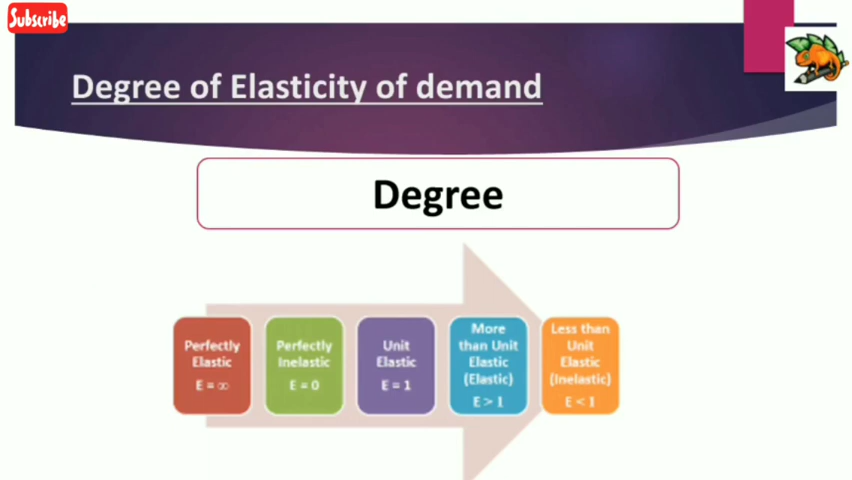 Subscribe
Degree of Elasticity of demand
Degree
Perfectly
Elastic
E = ∞
Perfectly
Inelastic
E = 0
Unit
Elastic
E = 1
More
than Unit
Elastic
(Elastic)
E > 1
Less than
Unit
Elastic
(Inelastic)
E < 1